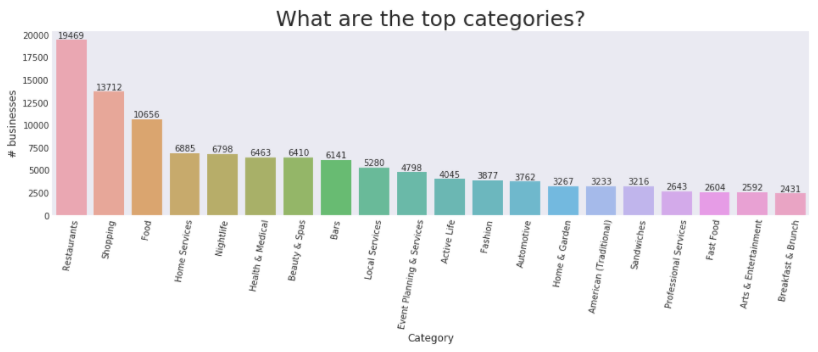 What are the top categories?
# businesses
20000
17500
15000
12500
10000
7500
5000
2500
0
19469
13712
10656
6885
6798
6463
6410
6141
5280
4798
4045
3877
3762
3267
3233
3216
2643
2604
2592
2431
Restaurants
Shopping
Food
Home Services
Nightlife
Health & Medical
Beauty & Spas
Bars
Local Services
Event Planning & Services
Active Life
Fashion
Automotive
Home & Garden
American (Traditional)
Sandwiches
Professional Services
Fast Food
Arts & Entertainment
Breakfast & Brunch
Category